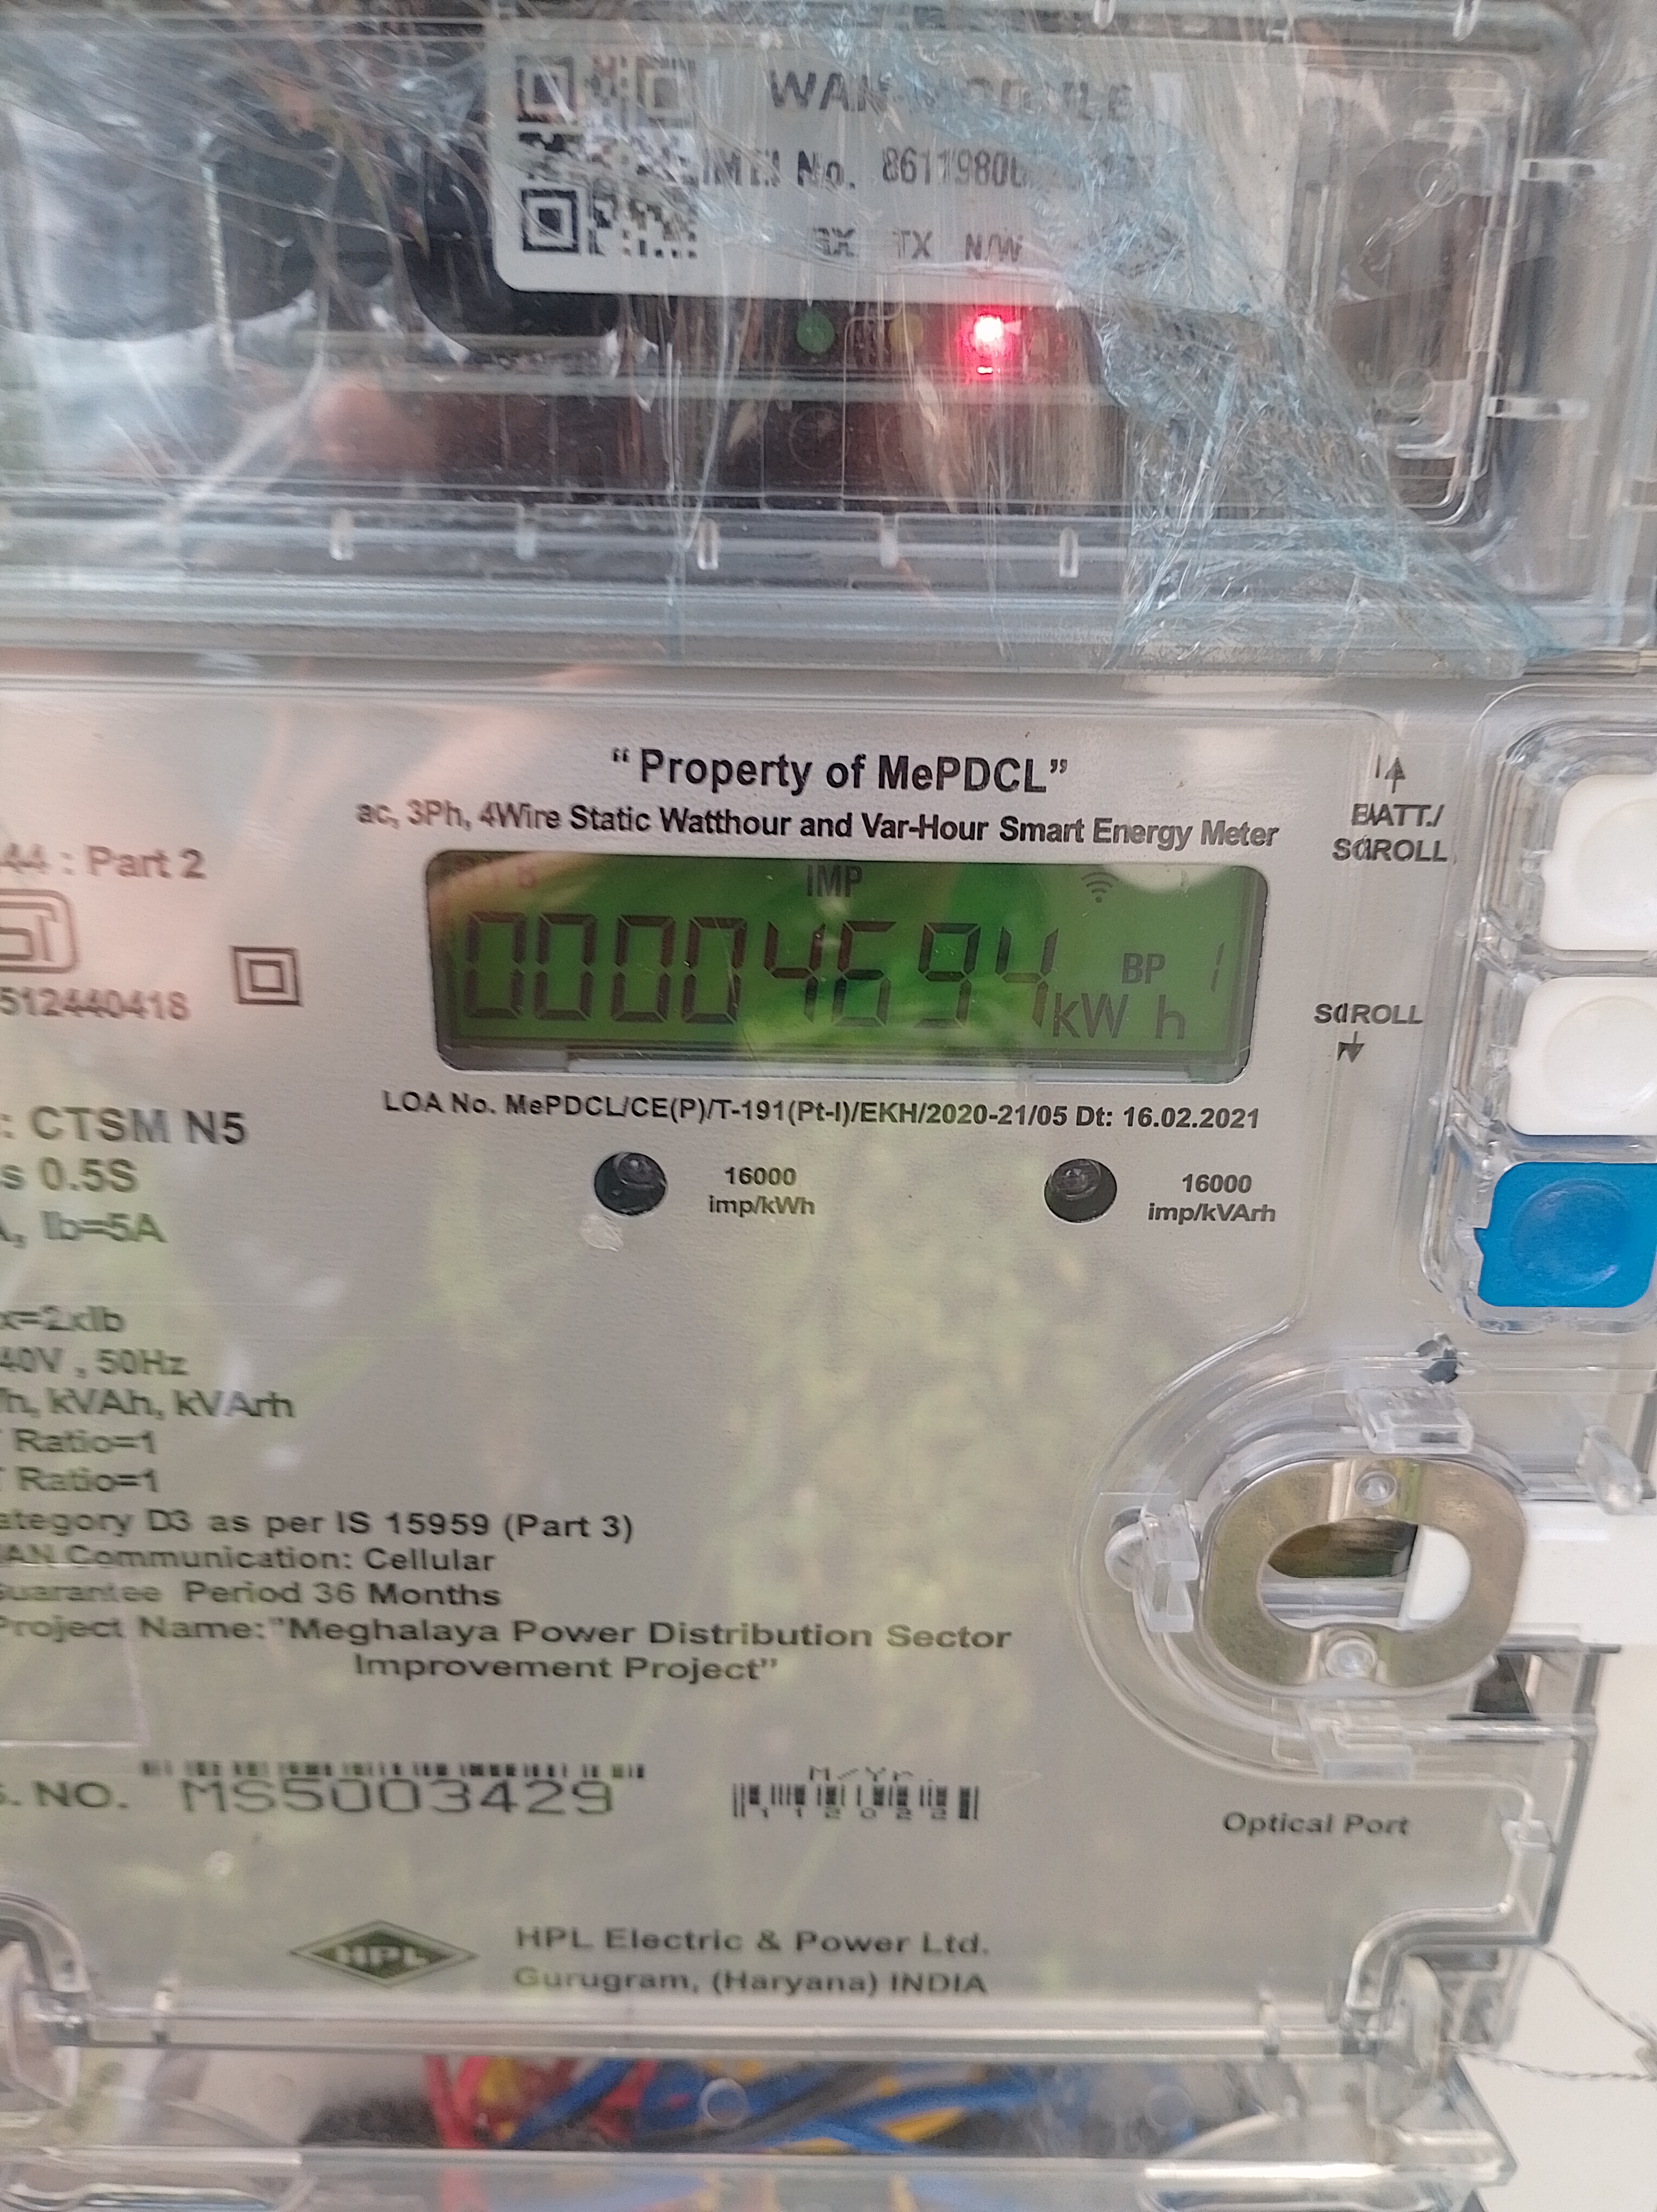 WAN MODULE
IMEI No. 8611980
RX TX N/W
"Property of MePDCL"
ac, 3Ph, 4Wire Static Watthour and Var-Hour Smart Energy Meter
BATT./
SCROLL
44 : Part 2
IMP
00004694 kWh BP 1
512440418
SCROLL
LOA No. MePDCL/CE(P)/T-191(Pt-I)/EKH/2020-21/05 Dt: 16.02.2021
: CTSM N5
s 0.5S
16000
imp/kWh
16000
imp/kVArh
A, Ib=5A
x=2xIb
40V , 50Hz
h, kVAh, kVArh
Ratio=1
Ratio=1
ategory D3 as per IS 15959 (Part 3)
AN Communication: Cellular
Guarantee Period 36 Months
Project Name:"Meghalaya Power Distribution Sector
Improvement Project"
S. NO. MS5003429
M/Yr.
112022
Optical Port
HPL
HPL Electric & Power Ltd.
Gurugram, (Haryana) INDIA